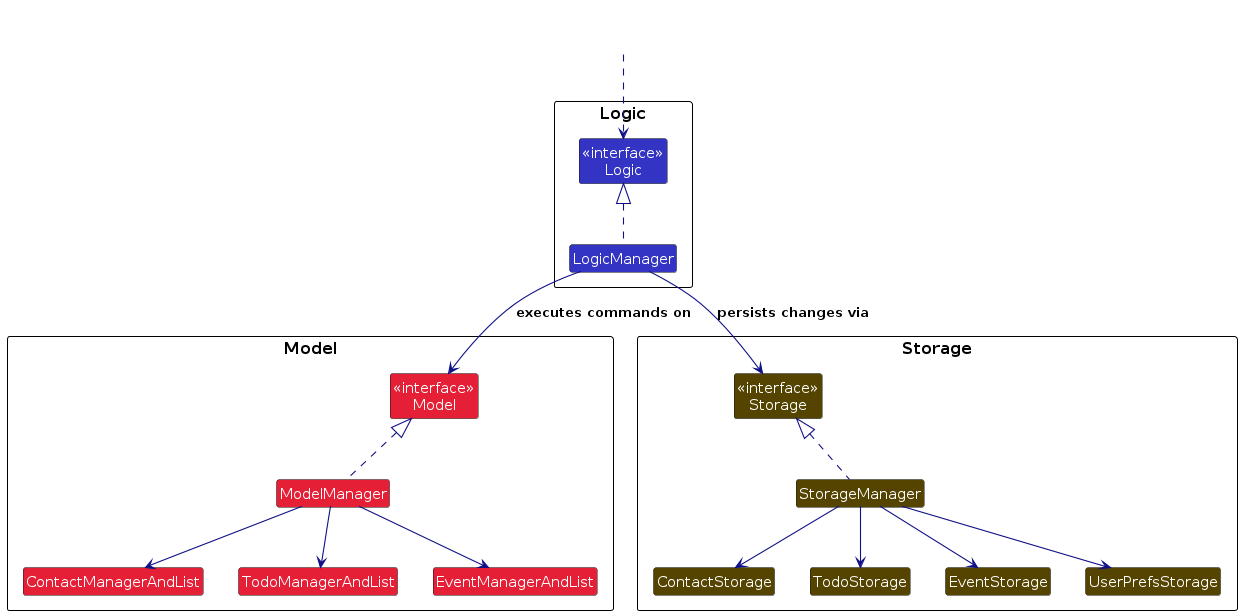 Logic
«interface»
Logic
LogicManager
executes commands on
persists changes via
Model
«interface»
Model
ModelManager
ContactManagerAndList
TodoManagerAndList
EventManagerAndList
Storage
«interface»
Storage
StorageManager
ContactStorage
TodoStorage
EventStorage
UserPrefsStorage